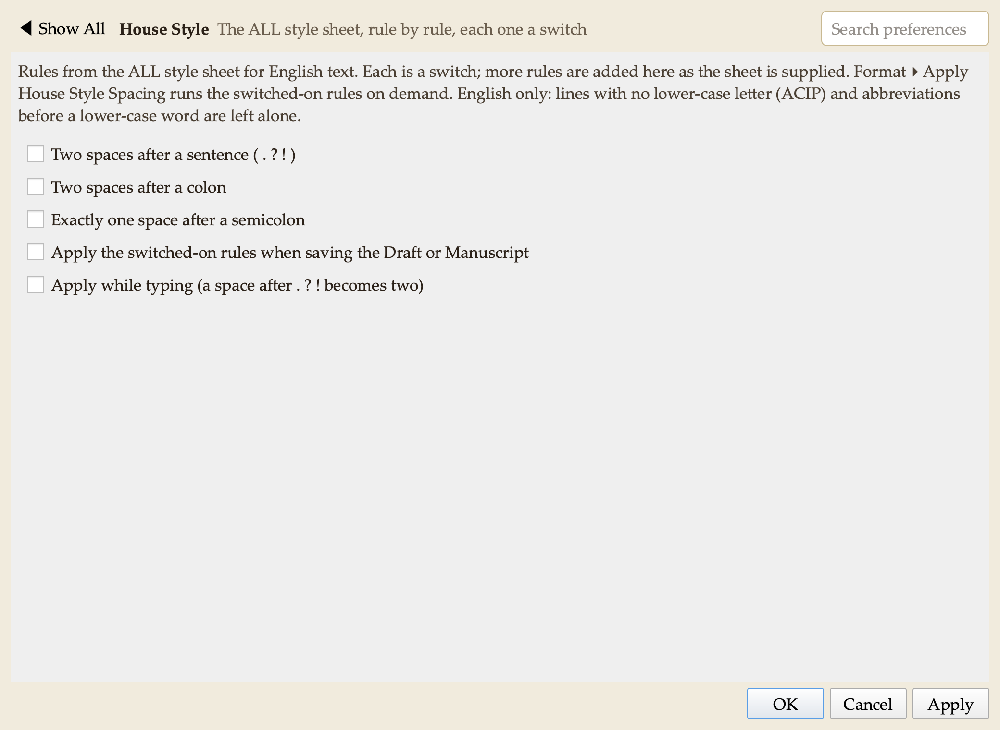 ◀ Show All House Style The ALL style sheet, rule by rule, each one a switch Search preferences
Rules from the ALL style sheet for English text. Each is a switch; more rules are added here as the sheet is supplied. Format ▸ Apply
House Style Spacing runs the switched-on rules on demand. English only: lines with no lower-case letter (ACIP) and abbreviations
before a lower-case word are left alone.
Two spaces after a sentence ( . ? ! )
Two spaces after a colon
Exactly one space after a semicolon
Apply the switched-on rules when saving the Draft or Manuscript
Apply while typing (a space after . ? ! becomes two)
OK Cancel Apply